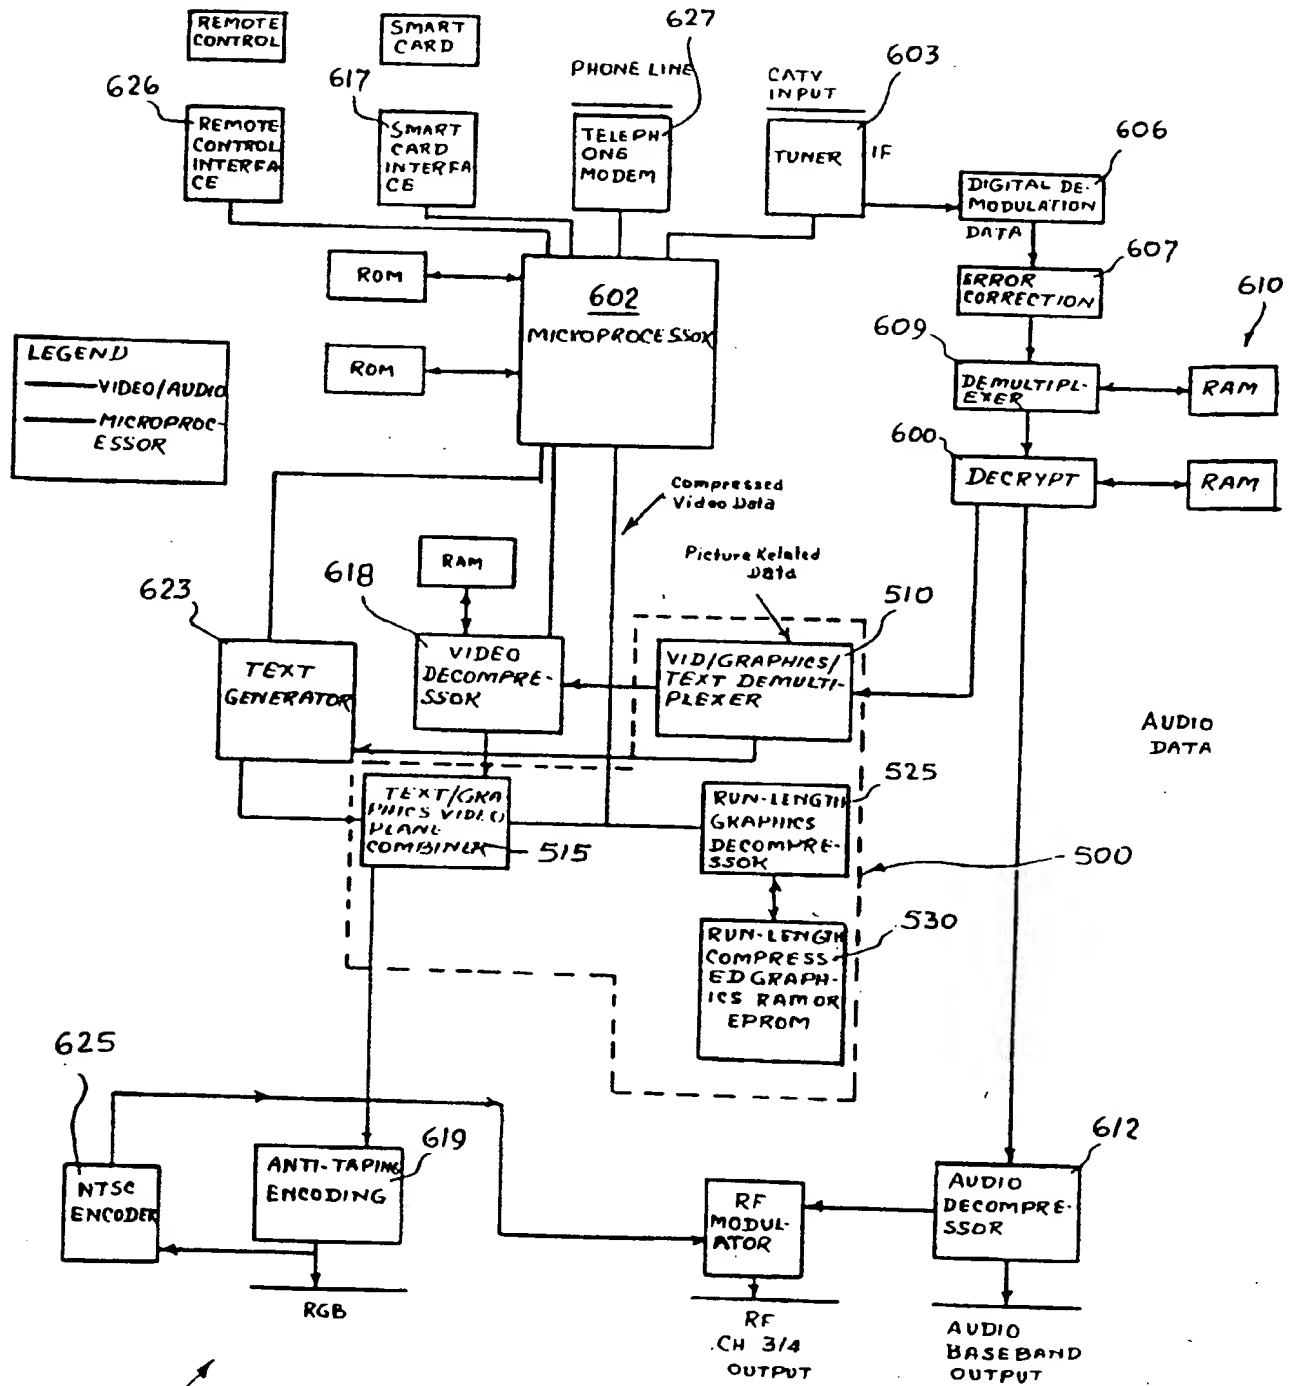 REMOTE
CONTROL
SMART
CARD
627
603
617
PHONE LINE
CATV
INPUT
626
REMOTE
CONTROL
INTERFA
CE
SMART
CARD
INTERFA
CE
TELEPH
ONE
MODEM
TUNER
IF
606
DIGITAL DE-
MODULATION
DATA
607
ROM
602
MICROPROCESSOR
ERROR
CORRECTION
610
609
LEGEND
VIDEO/AUDIO
MICROPROC-
ESSOR
ROM
DEMULTIPL-
EXER
RAM
600
DECRYPT
RAM
Compressed
Video Data
Picture Related
Data
RAM
618
623
510
TEXT
GENERATOR
VIDEO
DECOMPRE-
SSOR
VID/GRAPHICS/
TEXT DEMULTI-
PLEXER
AUDIO
DATA
TEXT/GRA
PHICS VIDEO
PLANE
COMBINER
515
525
RUN-LENGTH
GRAPHICS
DECOMPRE-
SSOR
500
530
RUN-LENGTH
COMPRESS
ED GRAPH-
ICS RAM OR
EPROM
625
619
612
NTSC
ENCODER
ANTI-TAPING
ENCODING
RF
MODUL-
ATOR
AUDIO
DECOMPRE-
SSOR
RGB
RF
CH 3/4
OUTPUT
AUDIO
BASEBAND
OUTPUT